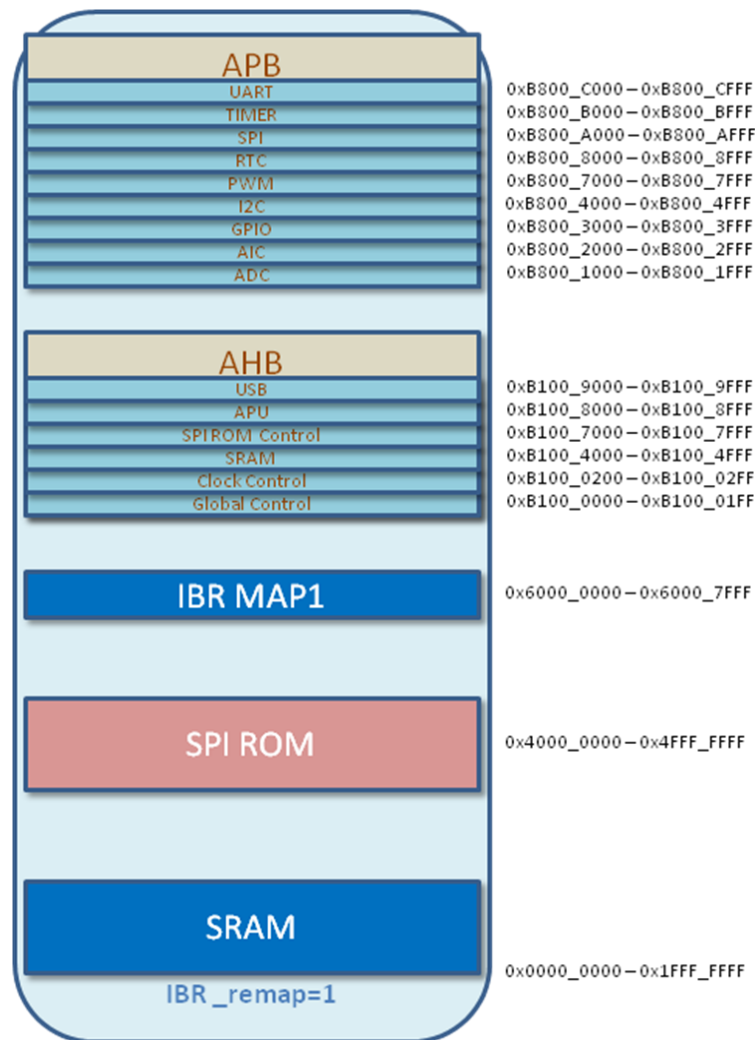 APB
UART 0xB800_C000－0xB800_CFFF
TIMER 0xB800_B000－0xB800_BFFF
SPI 0xB800_A000－0xB800_AFFF
RTC 0xB800_8000－0xB800_8FFF
PWM 0xB800_7000－0xB800_7FFF
I2C 0xB800_4000－0xB800_4FFF
GPIO 0xB800_3000－0xB800_3FFF
AIC 0xB800_2000－0xB800_2FFF
ADC 0xB800_1000－0xB800_1FFF
AHB
USB 0xB100_9000－0xB100_9FFF
APU 0xB100_8000－0xB100_8FFF
SPIROM Control 0xB100_7000－0xB100_7FFF
SRAM 0xB100_4000－0xB100_4FFF
Clock Control 0xB100_0200－0xB100_02FF
Global Control 0xB100_0000－0xB100_01FF
IBR MAP1 0x6000_0000－0x6000_7FFF
SPI ROM 0x4000_0000－0x4FFF_FFFF
SRAM
0x0000_0000－0x1FFF_FFFF
IBR _remap=1